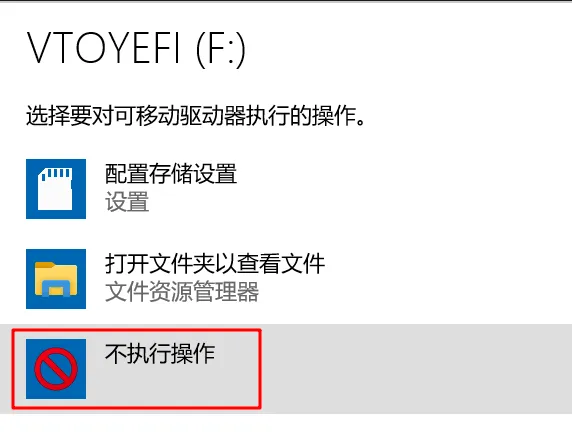 VTOYEFI (F:)
选择要对可移动驱动器执行的操作。
配置存储设置
设置
打开文件夹以查看文件
文件资源管理器
不执行操作